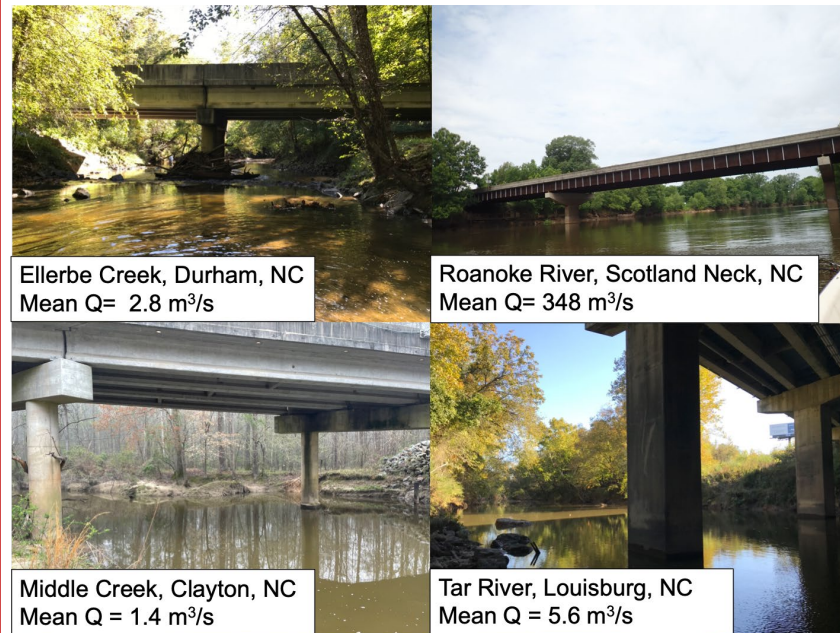 Ellerbe Creek, Durham, NC
Mean Q= 2.8 m³/s
Roanoke River, Scotland Neck, NC
Mean Q= 348 m³/s
Middle Creek, Clayton, NC
Mean Q = 1.4 m³/s
Tar River, Louisburg, NC
Mean Q = 5.6 m³/s